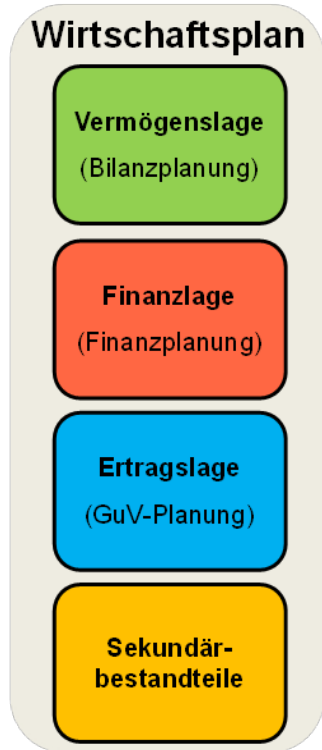 Wirtschaftsplan
Vermögenslage
(Bilanzplanung)
Finanzlage
(Finanzplanung)
Ertragslage
(GuV-Planung)
Sekundär-
bestandteile